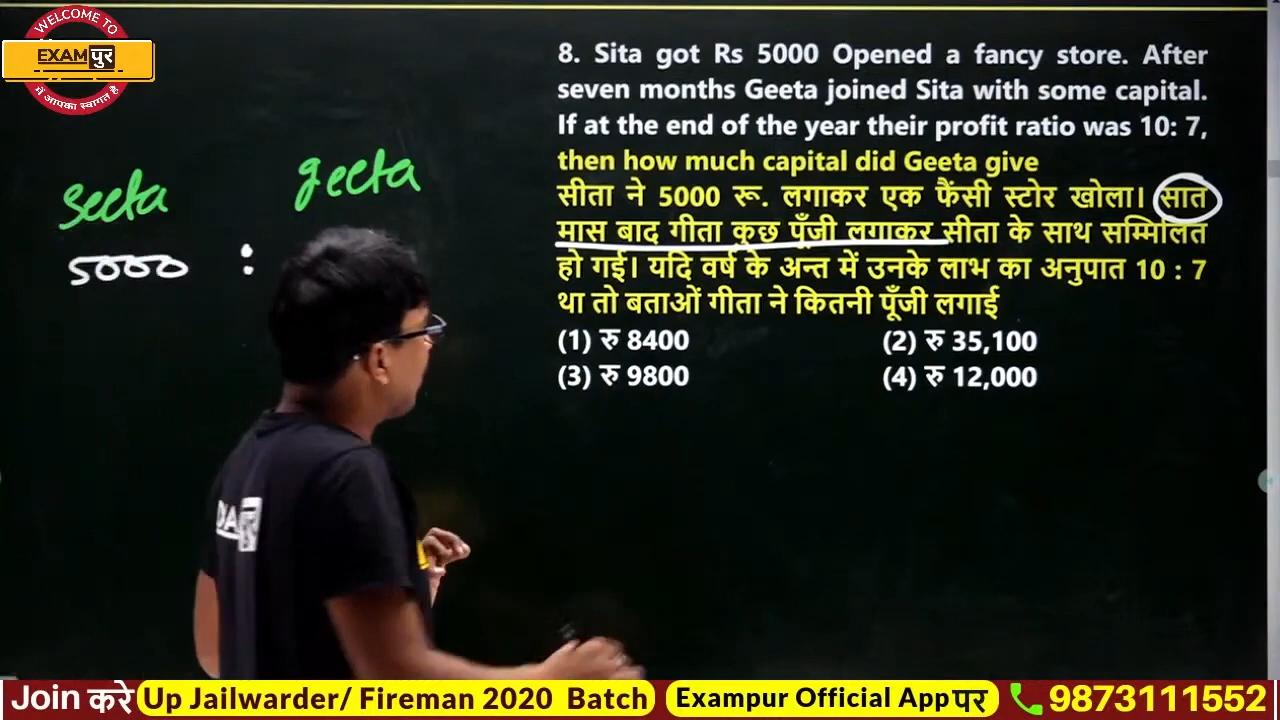 WELCOME TO
EXAMपुर
में आपका स्वागत है
8. Sita got Rs 5000 Opened a fancy store. After
seven months Geeta joined Sita with some capital.
If at the end of the year their profit ratio was 10: 7,
then how much capital did Geeta give
सीता ने 5000 रू. लगाकर एक फैंसी स्टोर खोला। सात
मास बाद गीता कुछ पूँजी लगाकर सीता के साथ सम्मिलित
हो गई। यदि वर्ष के अन्त में उनके लाभ का अनुपात 10 : 7
था तो बताओं गीता ने कितनी पूँजी लगाई
(1) रु 8400 (2) रु 35,100
(3) रु 9800 (4) रु 12,000
seeta geeta
5000 :
Join करे Up Jailwarder/ Fireman 2020 Batch Exampur Official App पर 9873111552